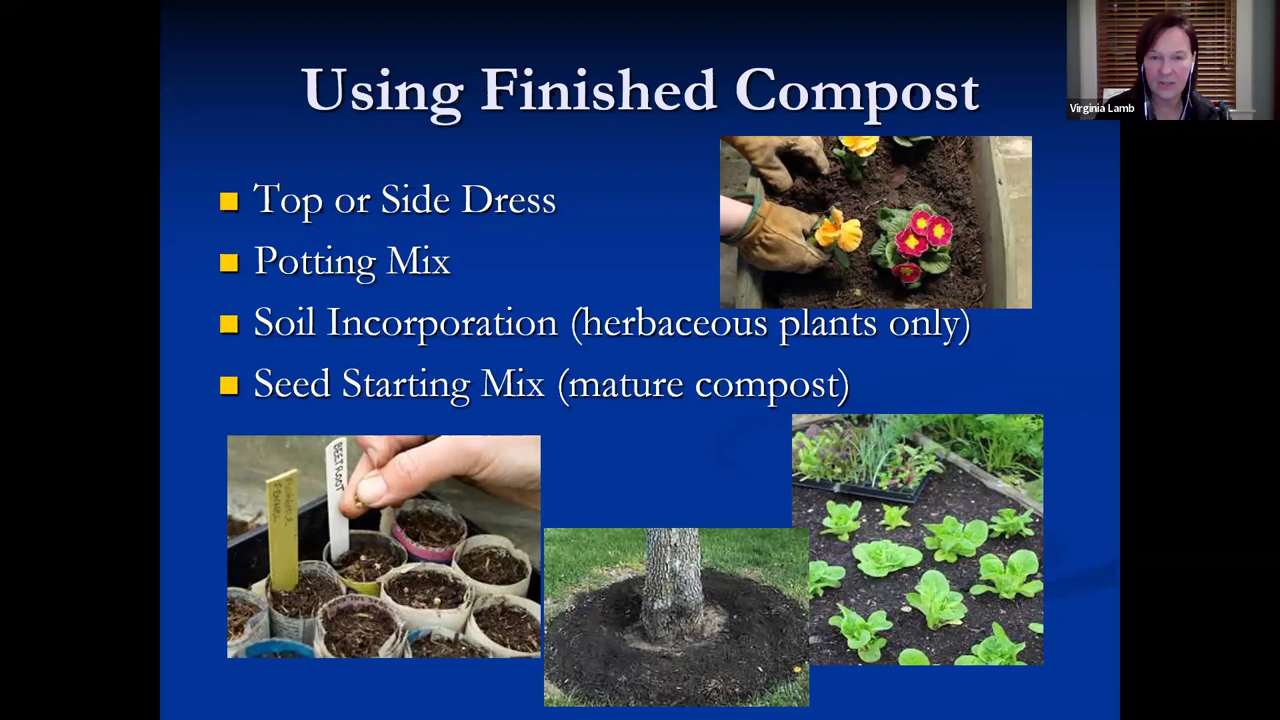 Using Finished Compost
Virginia Lamb
Top or Side Dress
Potting Mix
Soil Incorporation (herbaceous plants only)
Seed Starting Mix (mature compost)
BEETROOT